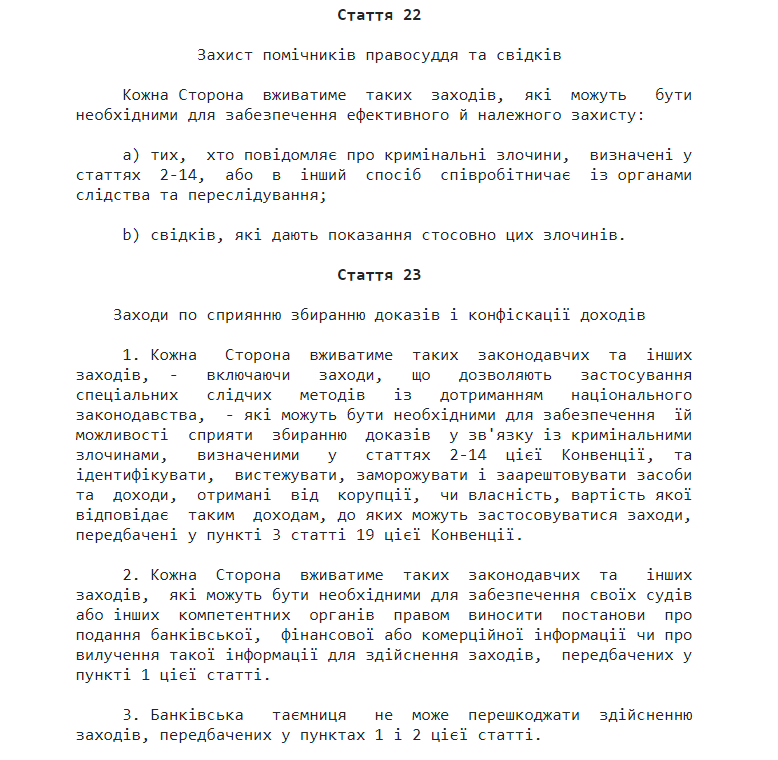 Стаття 22
Захист помічників правосуддя та свідків
Кожна Сторона вживатиме таких заходів, які можуть бути
необхідними для забезпечення ефективного й належного захисту:
a) тих, хто повідомляє про кримінальні злочини, визначені у
статтях 2-14, або в інший спосіб співробітничає із органами
слідства та переслідування;
b) свідків, які дають показання стосовно цих злочинів.
Стаття 23
Заходи по сприянню збиранню доказів і конфіскації доходів
1. Кожна Сторона вживатиме таких законодавчих та інших
заходів, - включаючи заходи, що дозволяють застосування
спеціальних слідчих методів із дотриманням національного
законодавства, - які можуть бути необхідними для забезпечення їй
можливості сприяти збиранню доказів у зв'язку із кримінальними
злочинами, визначеними у статтях 2-14 цієї Конвенції, та
ідентифікувати, вистежувати, заморожувати і заарештовувати засоби
та доходи, отримані від корупції, чи власність, вартість якої
відповідає таким доходам, до яких можуть застосовуватися заходи,
передбачені у пункті 3 статті 19 цієї Конвенції.
2. Кожна Сторона вживатиме таких законодавчих та інших
заходів, які можуть бути необхідними для забезпечення своїх судів
або інших компетентних органів правом виносити постанови про
подання банківської, фінансової або комерційної інформації чи про
вилучення такої інформації для здійснення заходів, передбачених у
пункті 1 цієї статті.
3. Банківська таємниця не може перешкоджати здійсненню
заходів, передбачених у пунктах 1 і 2 цієї статті.